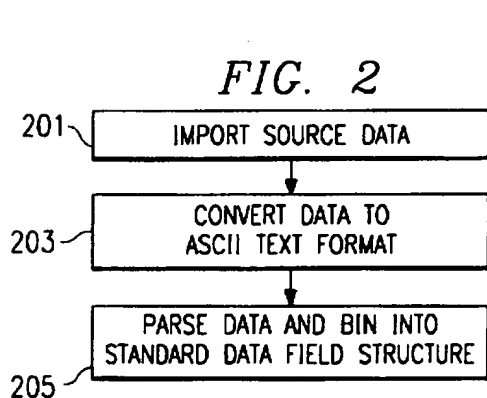 FIG. 2
201
IMPORT SOURCE DATA
203
CONVERT DATA TO
ASCII TEXT FORMAT
205
PARSE DATA AND BIN INTO
STANDARD DATA FIELD STRUCTURE